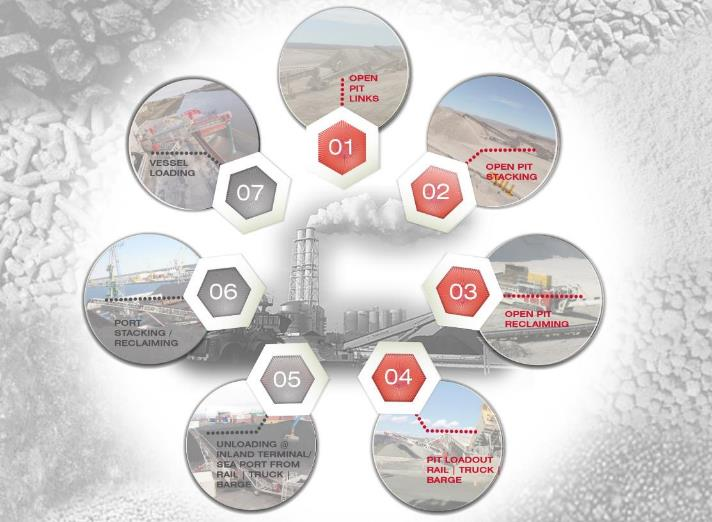 01
OPEN
PIT
LINKS
02
OPEN PIT
STACKING
03
OPEN PIT
RECLAIMING
04
PIT LOADOUT
RAIL | TRUCK
BARGE
05
UNLOADING @
INLAND TERMINAL/
SEA PORT FROM
RAIL | TRUCK |
BARGE
06
PORT
STACKING /
RECLAIMING
07
VESSEL
LOADING